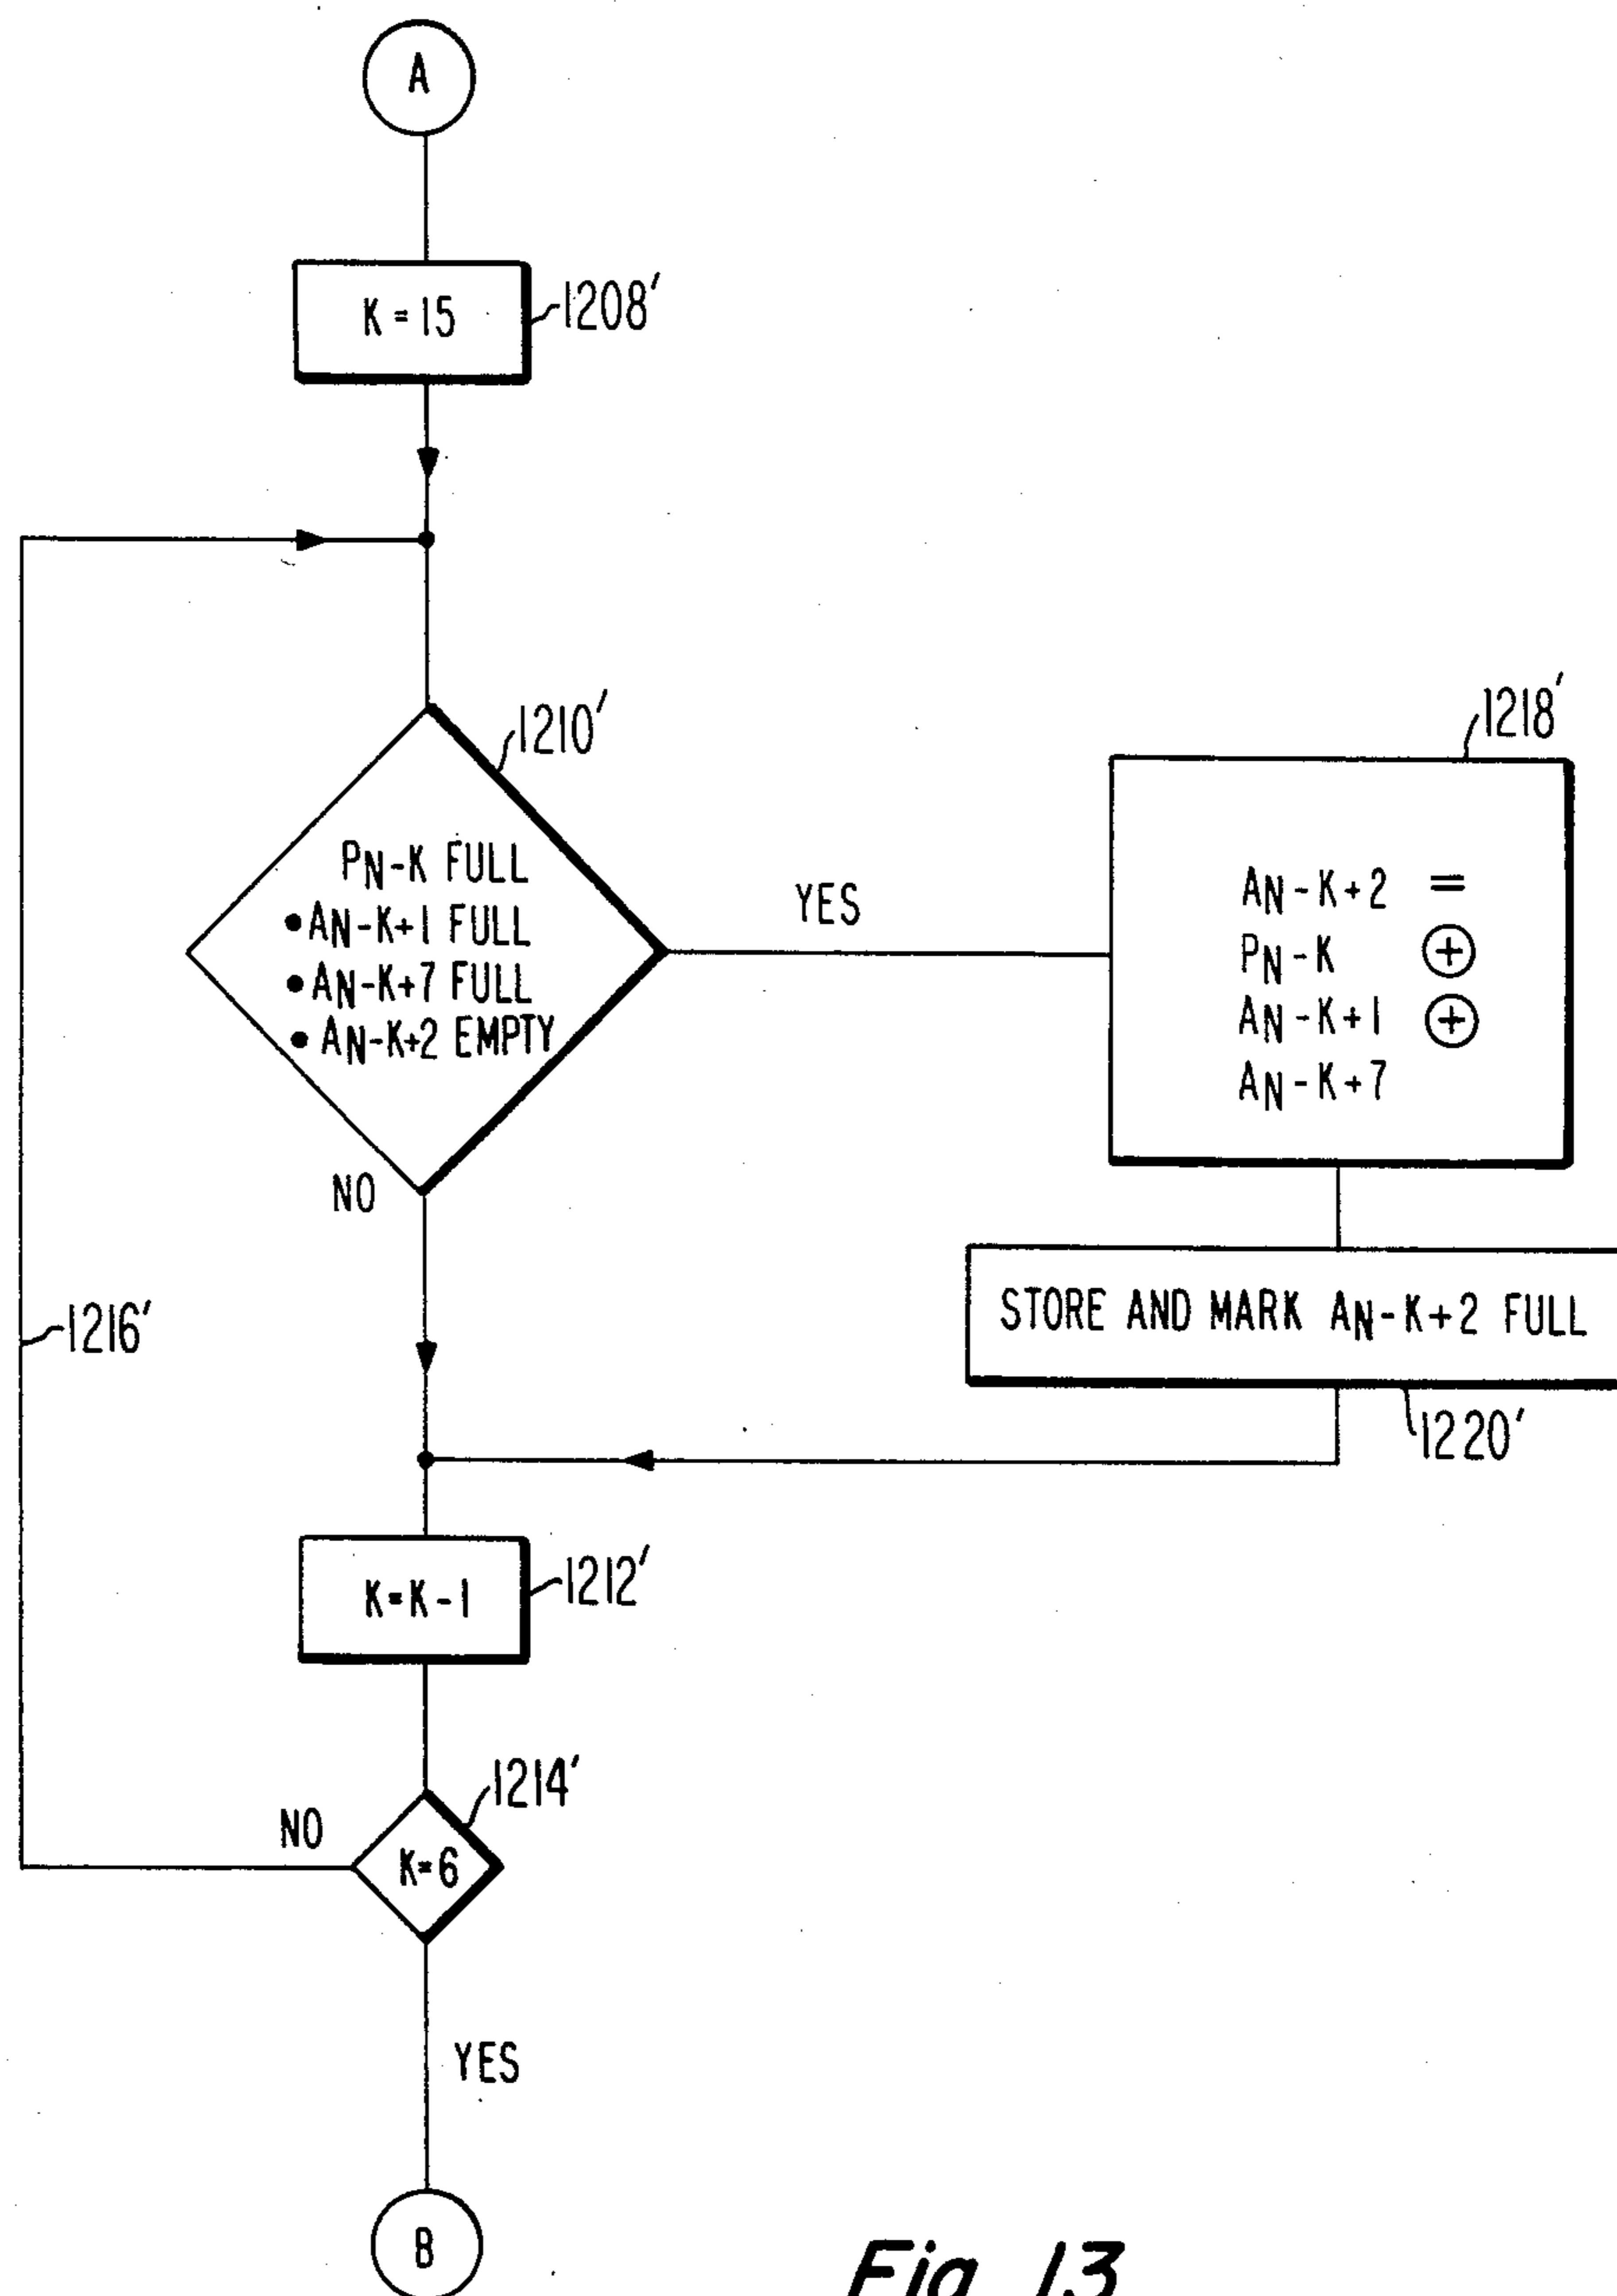 A
K = 15
1208'
1210'
PN-K FULL
•AN-K+1 FULL
•AN-K+7 FULL
• AN-K+2 EMPTY
YES
NO
1218'
AN-K+2 =
PN-K ⊕
AN-K+1 ⊕
AN-K+7
STORE AND MARK AN-K+2 FULL
1220'
1216'
K=K-1
1212'
1214'
K=6
NO
YES
B
Fig. 13